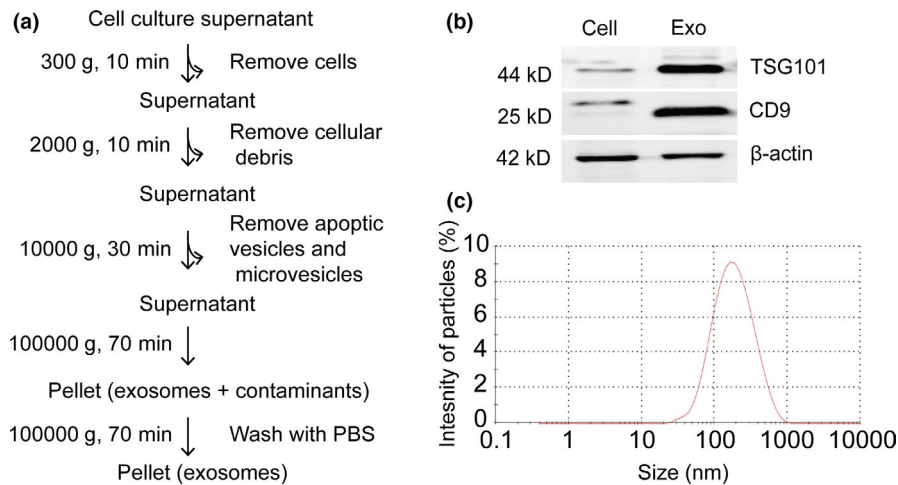 (a)
Cell culture supernatant
300 g, 10 min
Remove cells
Supernatant
2000 g, 10 min
Remove cellular
debris
Supernatant
10000 g, 30 min
Remove apoptic
vesicles and
microvesicles
Supernatant
100000 g, 70 min
Pellet (exosomes + contaminants)
100000 g, 70 min
Wash with PBS
Pellet (exosomes)
(b)
Cell Exo
44 kD TSG101
25 kD CD9
42 kD β-actin
(c)
Intesnity of particles (%)
10
8
6
4
2
0
0.1 1 10 100 1000 10000
Size (nm)